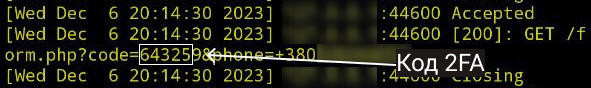 [Wed Dec 6 20:14:30 2023] :44600 Accepted
[Wed Dec 6 20:14:30 2023] :44600 [200]: GET /f
orm.php?code=643259&phone=+380
Код 2FA
[Wed Dec 6 20:14:30 2023] :44600 Closing